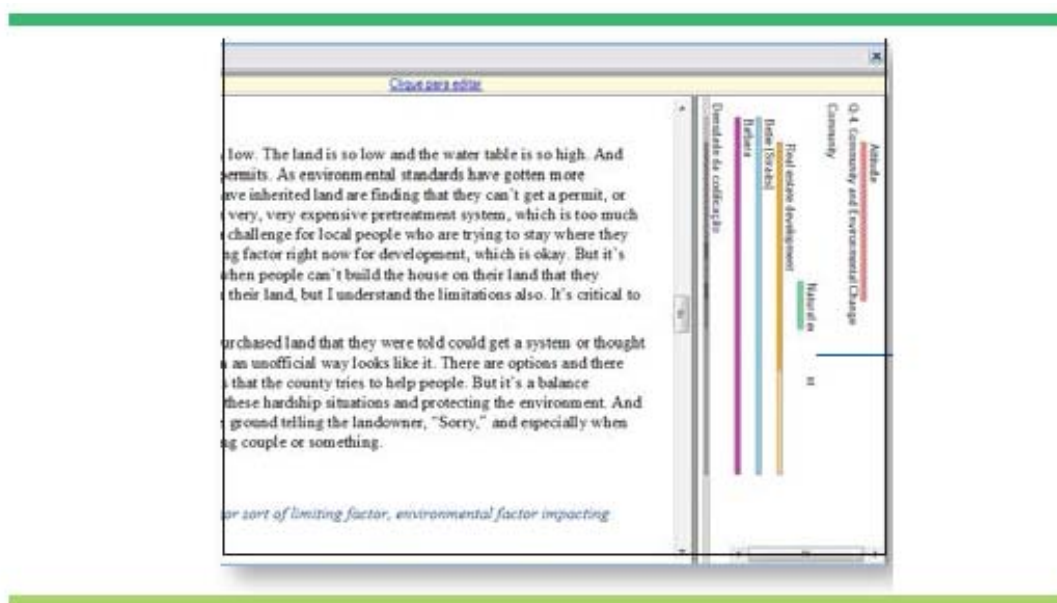 Clique para editar
low. The land is so low and the water table is so high. And
permits. As environmental standards have gotten more
ave inherited land are finding that they can't get a permit, or
very, very expensive pretreatment system, which is too much
challenge for local people who are trying to stay where they
ng factor right now for development, which is okay. But it's
when people can't build the house on their land that they
their land, but I understand the limitations also. It's critical to
urchased land that they were told could get a system or thought
an unofficial way looks like it. There are options and there
that the county tries to help people. But it's a balance
these hardship situations and protecting the environment. And
ground telling the landowner, "Sorry," and especially when
ng couple or something.
or sort of limiting factor, environmental factor impacting
Attitude
Q.4. Community and Environmental Change
Community
Natural en
nt
Real estate development
Bette (Straits)
Barbara
Densidade da codificação